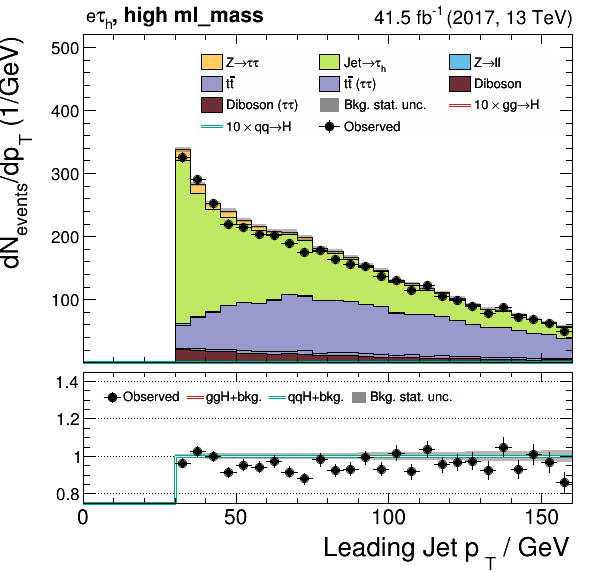 eτh, high ml_mass 41.5 fb⁻¹ (2017, 13 TeV)
dNevents/dpT (1/GeV)
500
400
300
200
100
Z→ττ Jet→τh Z→ll
tt̄ tt̄ (ττ) Diboson
Diboson (ττ) Bkg. stat. unc. 10 × gg→H
10 × qq→H Observed
1.4
1.2
1
0.8
Observed ggH+bkg. qqH+bkg. Bkg. stat. unc.
0 50 100 150
Leading Jet pT / GeV